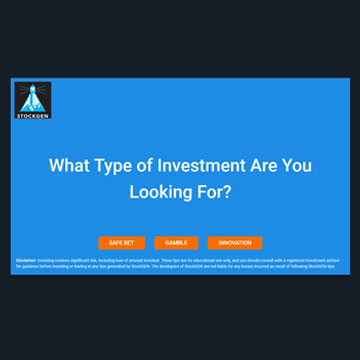 STOCKGEN
What Type of Investment Are You
Looking For?
SAFE BET
GAMBLE
INNOVATION
Disclaimer: Investing involves significant risk, including loss of amount invested. These tips are for educational use only, and you should consult with a registered investment advisor
for guidance before investing or trading in any tips generated by StockGEN. The developers of StockGEN are not liable for any losses incurred as result of following StockGEN tips.